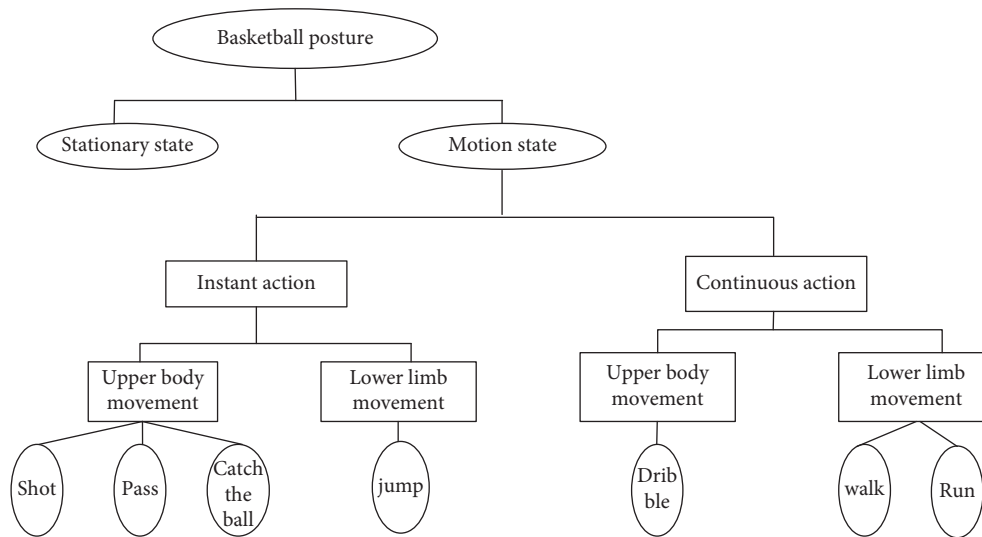 Basketball posture
Stationary state
Motion state
Instant action
Continuous action
Upper body
movement
Lower limb
movement
Upper body
movement
Lower limb
movement
Shot
Pass
Catch
the
ball
jump
Drib
ble
walk
Run